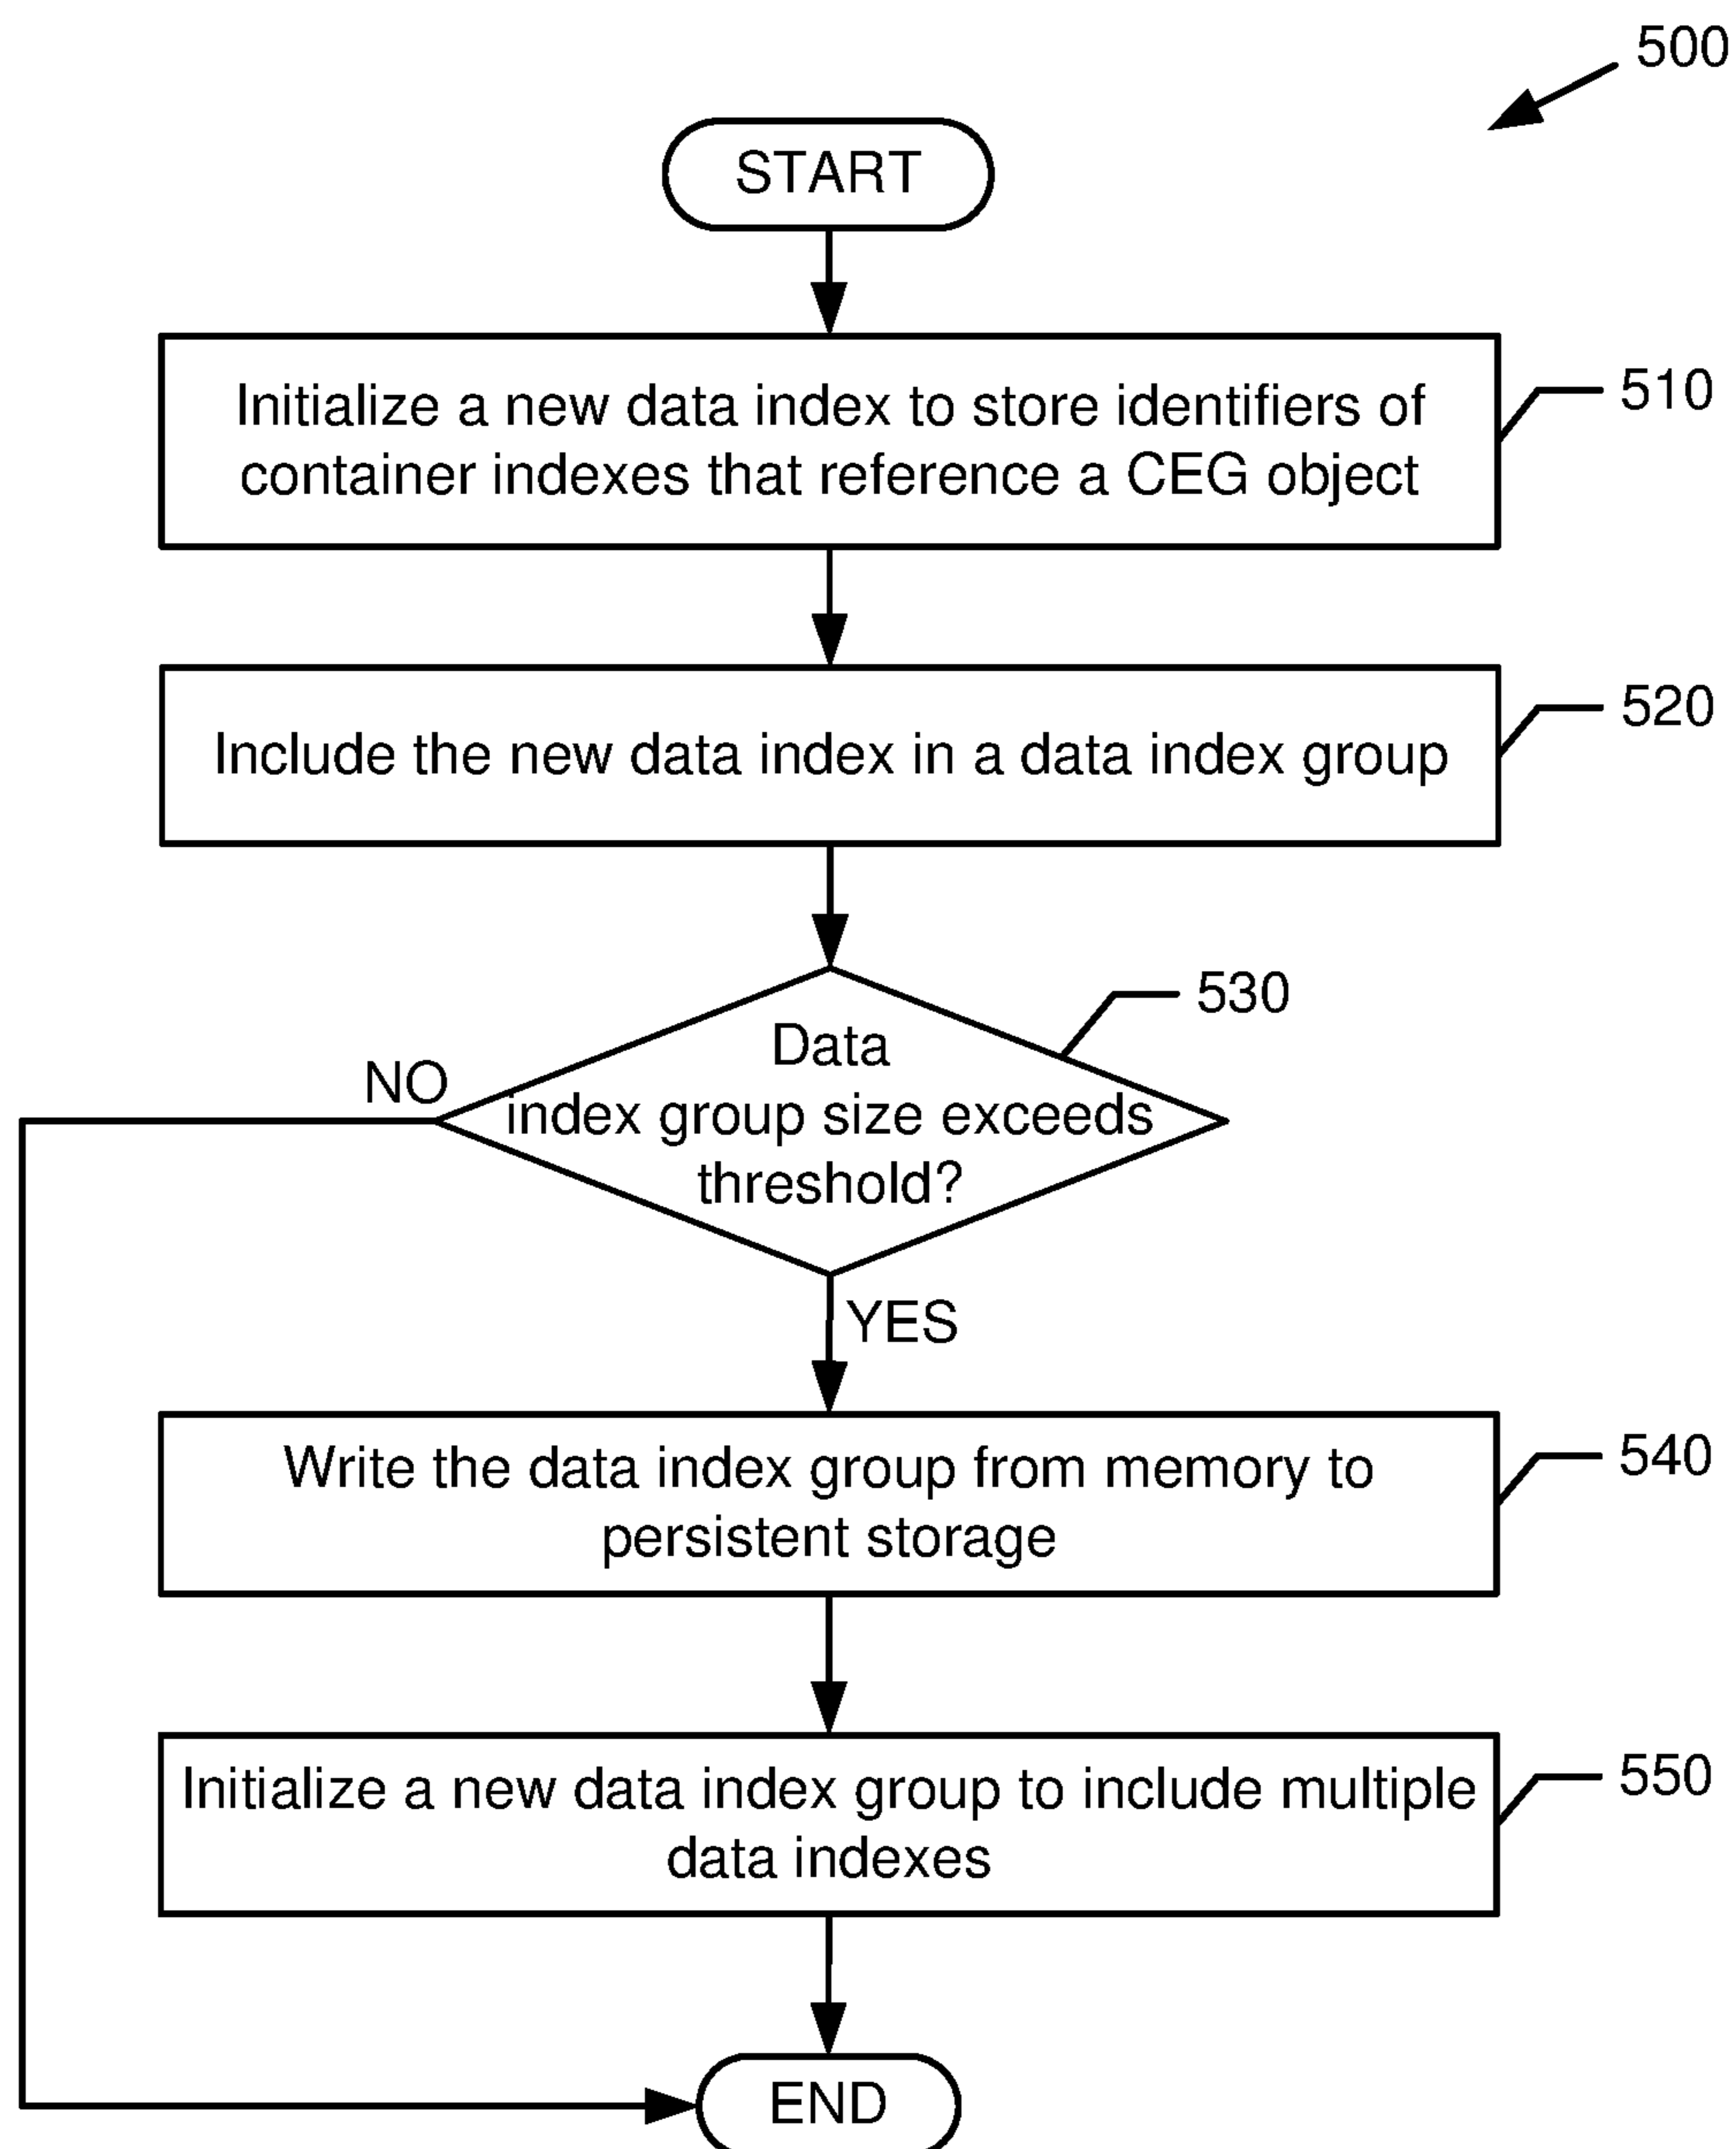 500
START
Initialize a new data index to store identifiers of
container indexes that reference a CEG object
510
Include the new data index in a data index group
520
530
Data
index group size exceeds
threshold?
NO
YES
Write the data index group from memory to
persistent storage
540
Initialize a new data index group to include multiple
data indexes
550
END